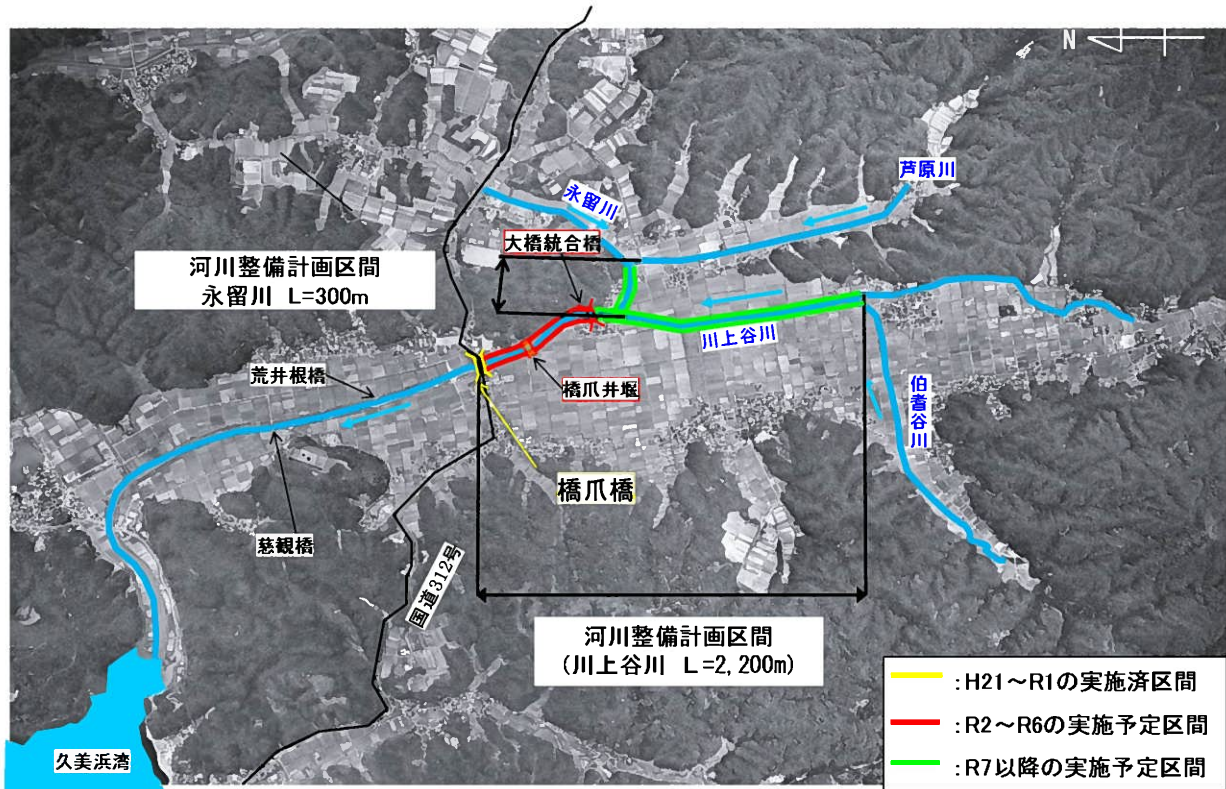 N
芦原川
永留川
大橋統合橋
河川整備計画区間
永留川 L=300m
川上谷川
荒井根橋
橋爪井堰
伯耆谷川
橋爪橋
慈観橋
国道312号
河川整備計画区間
(川上谷川 L=2,200m)
久美浜湾
:H21～R1の実施済区間
:R2～R6の実施予定区間
:R7以降の実施予定区間